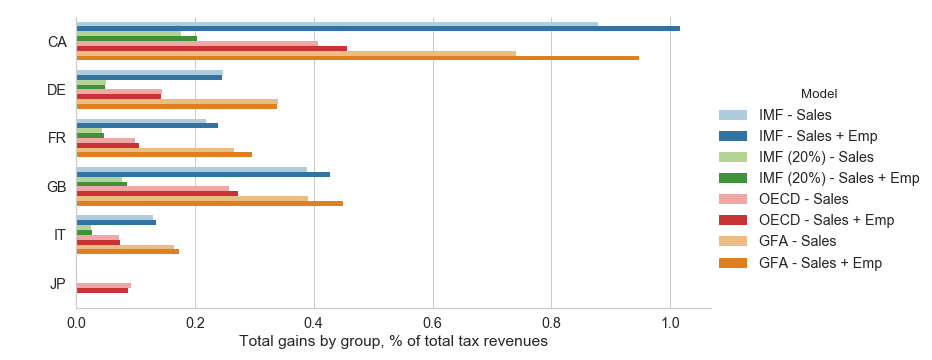 CA
DE
FR
GB
IT
JP
0.0 0.2 0.4 0.6 0.8 1.0
Total gains by group, % of total tax revenues
Model
IMF - Sales
IMF - Sales + Emp
IMF (20%) - Sales
IMF (20%) - Sales + Emp
OECD - Sales
OECD - Sales + Emp
GFA - Sales
GFA - Sales + Emp